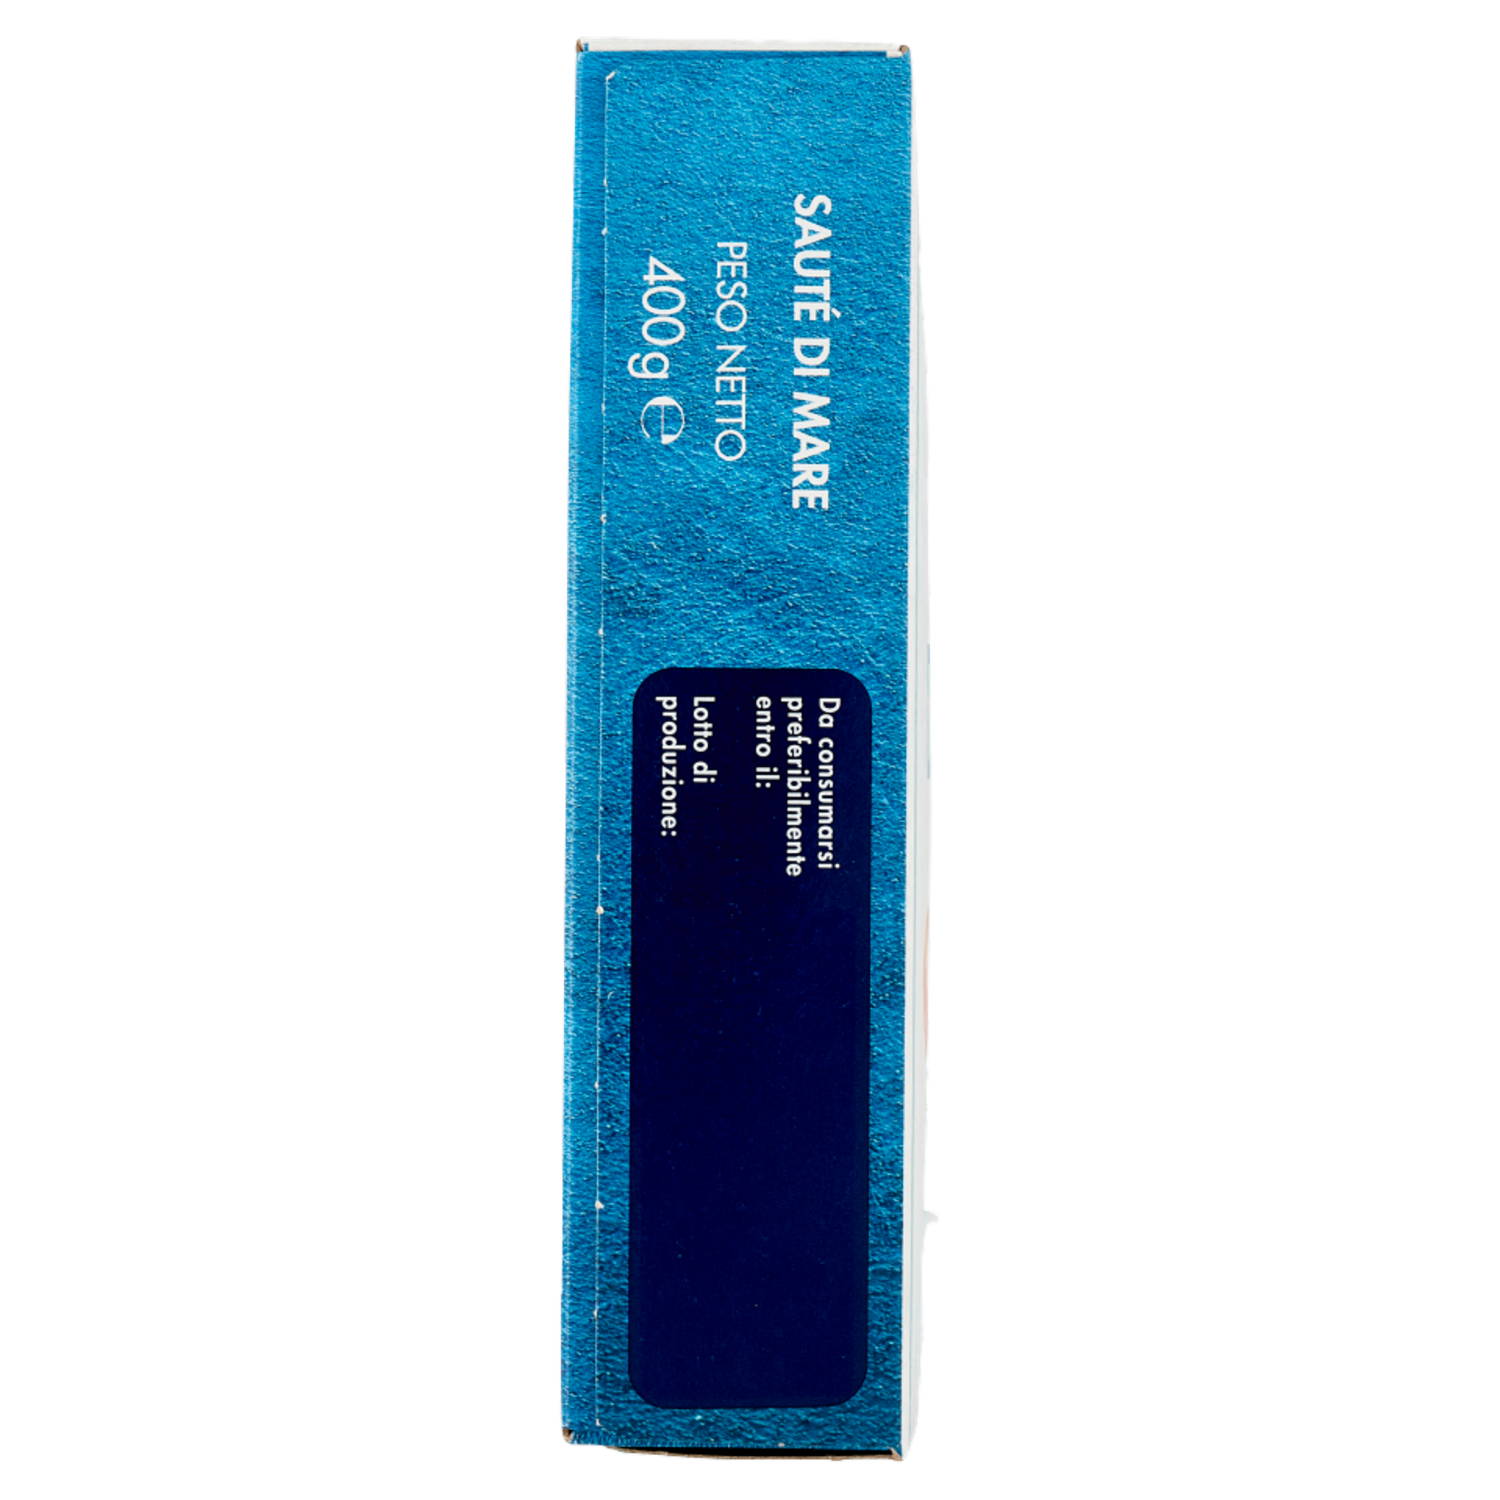 SAUTÉ DI MARE
PESO NETTO
400g ℮
Da consumarsi
preferibilmente
entro il:
Lotto di
produzione: